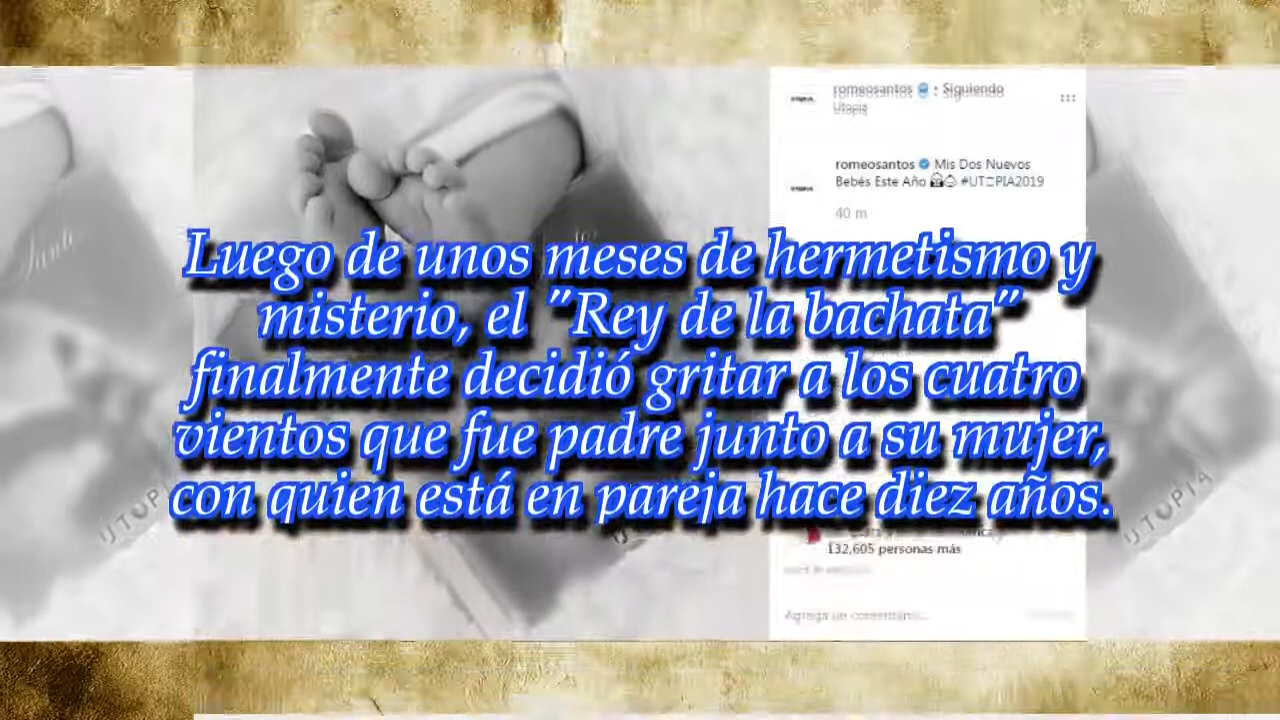 romeosantos • Siguiendo
Utopia
romeosantos Mis Dos Nuevos
Bebés Este Año #UTOPIA2019
40 m
Luego de unos meses de hermetismo y
misterio, el "Rey de la bachata"
finalmente decidió gritar a los cuatro
vientos que fue padre junto a su mujer,
con quien está en pareja hace diez años.
UTOPIA
132,605 personas más
Agrega un comentario...